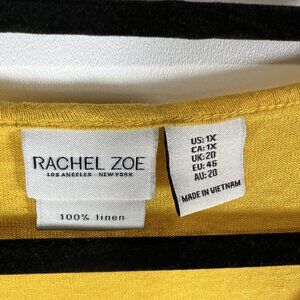 RACHEL ZOE
LOS ANGELES NEW YORK
100% linen
US: 1X
CA: 1X
UK: 20
EU: 46
AU: 20
MADE IN VIETNAM